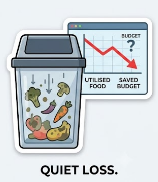 BUDGET
?
UTILISED FOOD
SAVED BUDGET
QUIET LOSS.